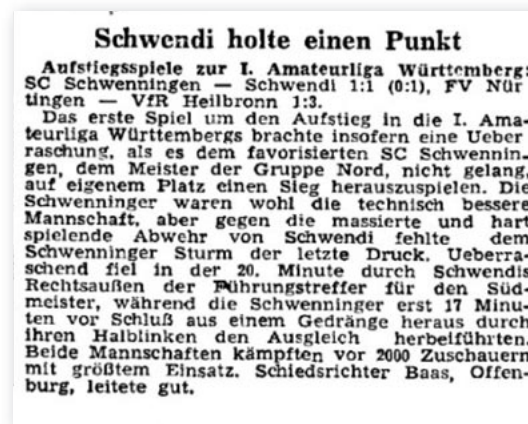 Schwendi holte einen Punkt
Aufstiegsspiele zur I. Amateurliga Württemberg:
SC Schwenningen — Schwendi 1:1 (0:1), FV Nür
tingen — VfR Heilbronn 1:3.
Das erste Spiel um den Aufstieg in die I. Ama-
teurliga Württembergs brachte insofern eine Ueber
raschung, als es dem favorisierten SC Schwennin-
gen, dem Meister der Gruppe Nord, nicht gelang,
auf eigenem Platz einen Sieg herauszuspielen. Die
Schwenninger waren wohl die technisch bessere
Mannschaft, aber gegen die massierte und hart
spielende Abwehr von Schwendi fehlte dem
Schwenninger Sturm der letzte Druck. Ueberra-
schend fiel in der 20. Minute durch Schwendis
Rechtsaußen der Führungstreffer für den Süd-
meister, während die Schwenninger erst 17 Minu-
ten vor Schluß aus einem Gedränge heraus durch
ihren Halblinken den Ausgleich herbeiführten.
Beide Mannschaften kämpften vor 2000 Zuschauern
mit größtem Einsatz. Schiedsrichter Baas, Offen-
burg, leitete gut.